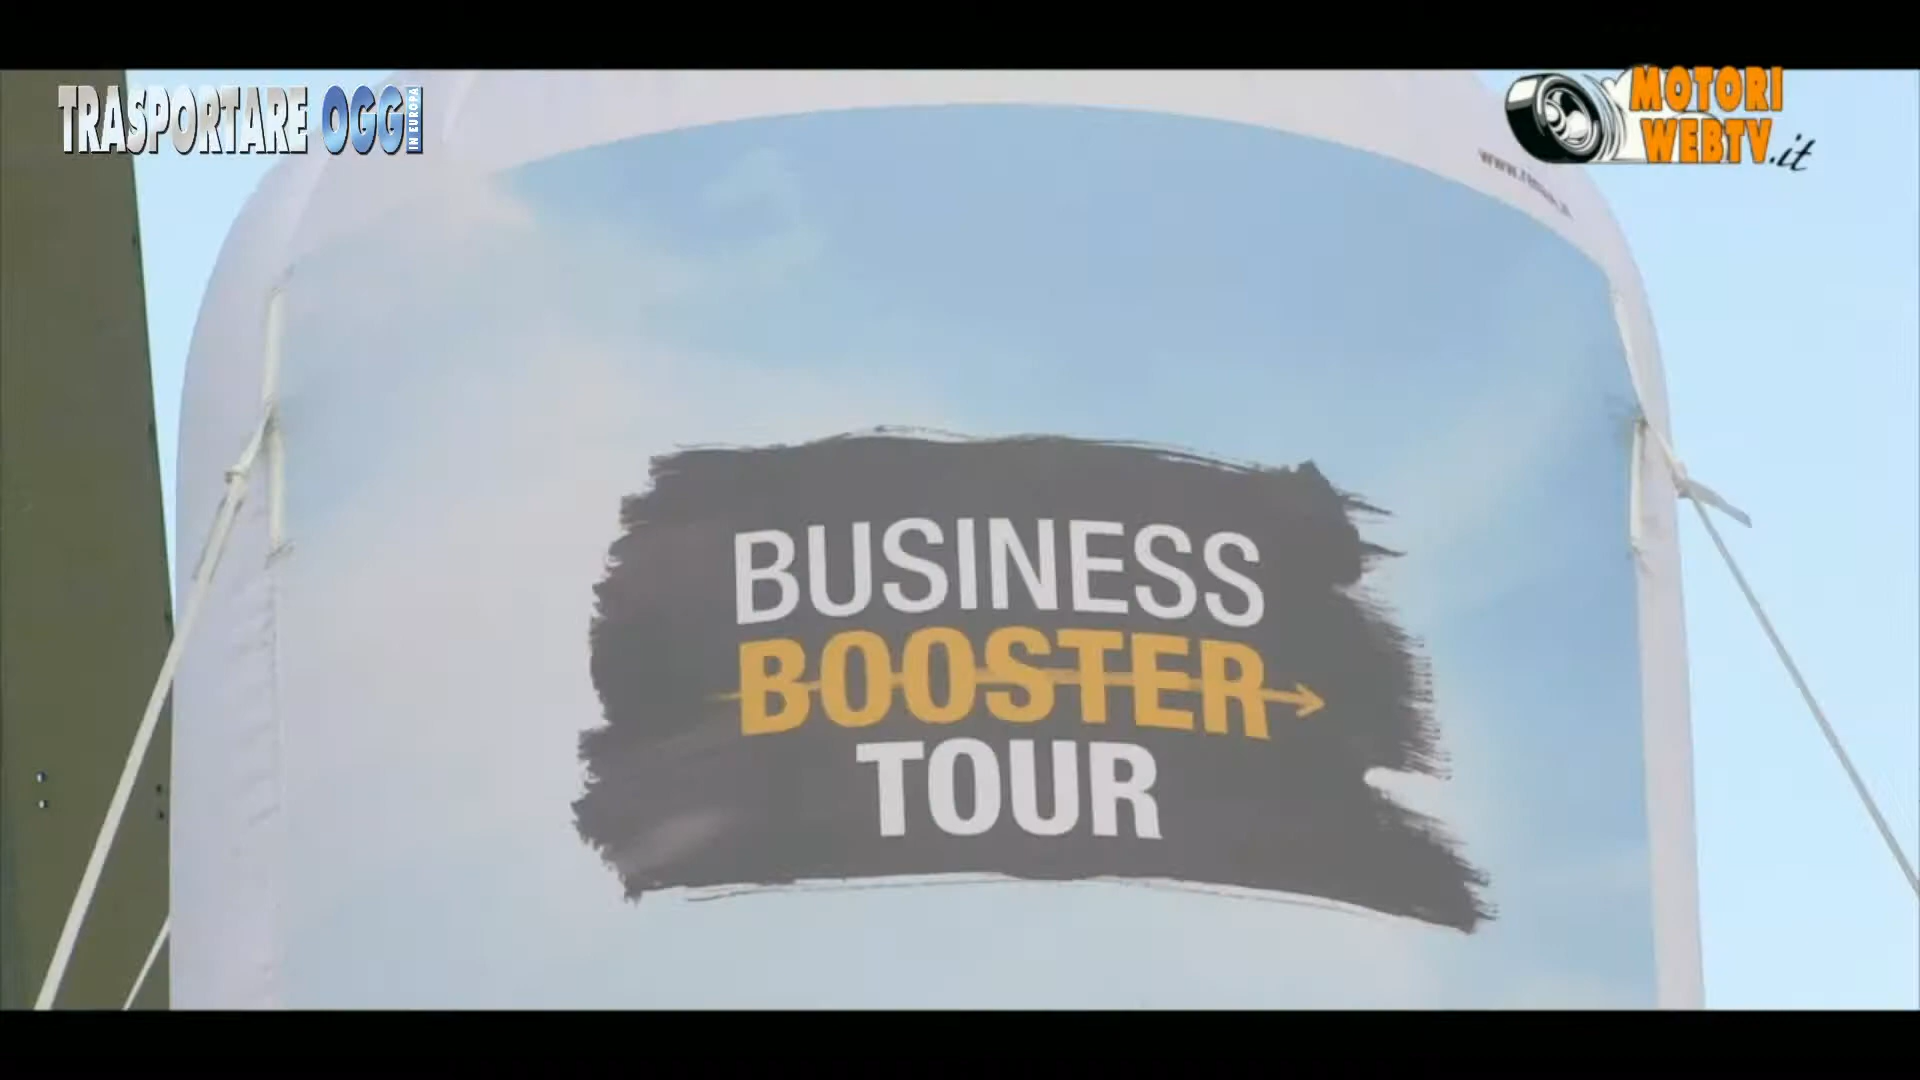 TRASPORTARE OGGI
IN EUROPA
MOTORI
WEBTV.it
BUSINESS
BOOSTER
TOUR